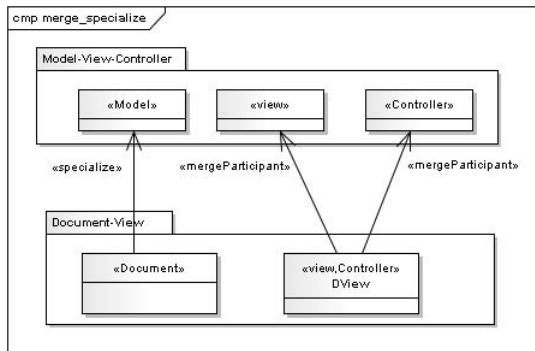 cmp merge_specialize
Model-View-Controller
«Model»
«view»
«Controller»
«specialize»
«mergeParticipant»
«mergeParticipant»
Document-View
«Document»
«view,Controller»
DView